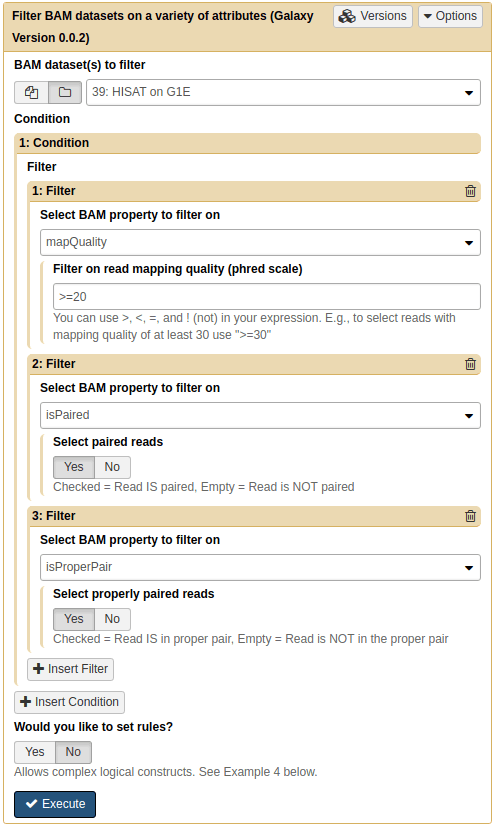 Filter BAM datasets on a variety of attributes (Galaxy
Version 0.0.2)
Versions
Options
BAM dataset(s) to filter
39: HISAT on G1E
Condition
1: Condition
Filter
1: Filter
Select BAM property to filter on
mapQuality
Filter on read mapping quality (phred scale)
>=20
You can use >, <, =, and ! (not) in your expression. E.g., to select reads with
mapping quality of at least 30 use ">=30"
2: Filter
Select BAM property to filter on
isPaired
Select paired reads
Yes No
Checked = Read IS paired, Empty = Read is NOT paired
3: Filter
Select BAM property to filter on
isProperPair
Select properly paired reads
Yes No
Checked = Read IS in proper pair, Empty = Read is NOT in the proper pair
Insert Filter
Insert Condition
Would you like to set rules?
Yes No
Allows complex logical constructs. See Example 4 below.
Execute